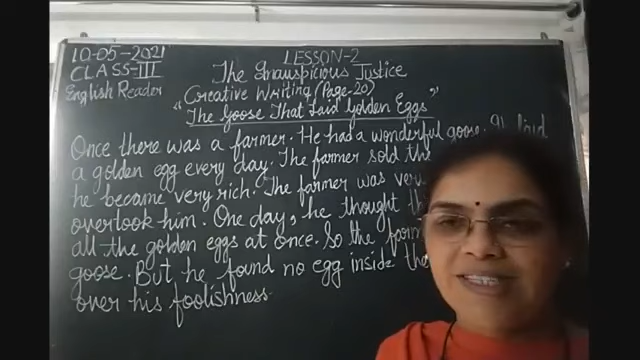 10-05-2021
CLASS-III
English Reader
LESSON-2
The Inauspicious Justice
Creative Writing (Page-20)
"The Goose That Laid Golden Eggs"
Once there was a farmer. He had a wonderful goose. It laid
a golden egg every day. The farmer sold the
he became very rich. The farmer was very
overtook him. One day, he thought
all the golden eggs at once. So the
goose. But he found no egg inside the
over his foolishness.